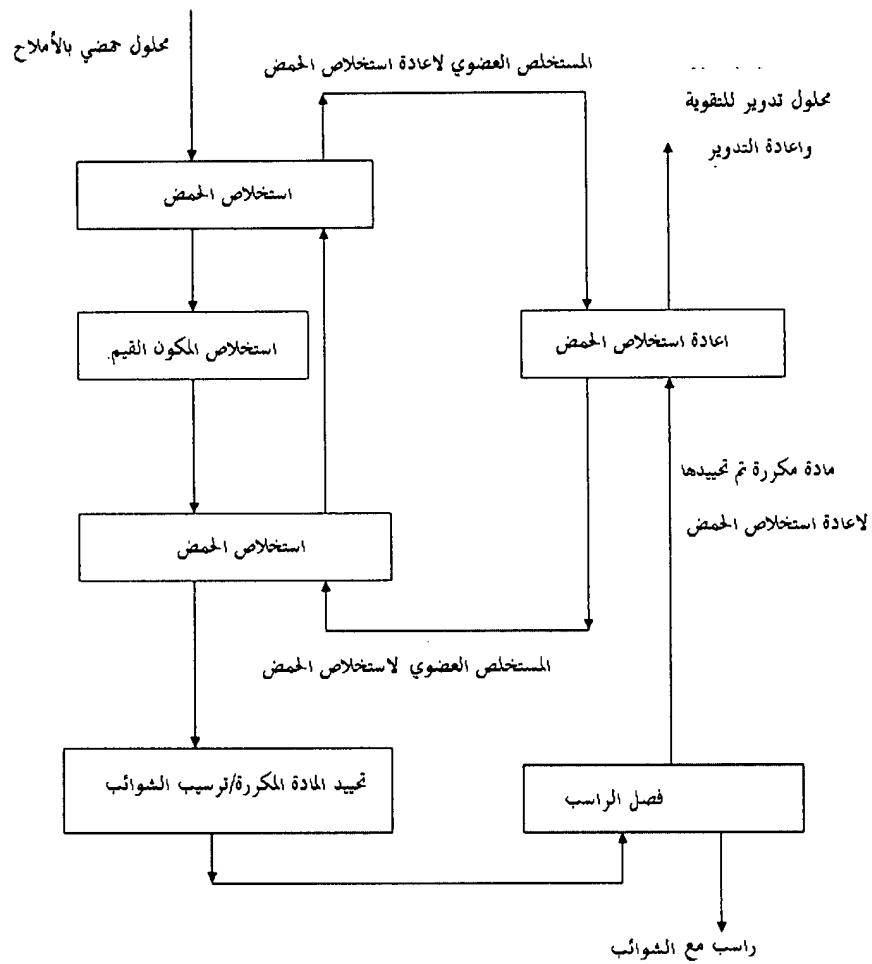 محلول حمضي بالأملاح
المستخلص العضوي لاعادة استخلاص الحمض
محلول تدوير للتقوية
واعادة التدوير
استخلاص الحمض
استخلاص المكون القيم.
اعادة استخلاص الحمض
مادة مكررة تم تحييدها
لاعادة استخلاص الحمض
استخلاص الحمض
المستخلص العضوي لاستخلاص الحمض
تحييد المادة المكررة/ترسيب الشوائب
فصل الراسب
راسب مع الشوائب